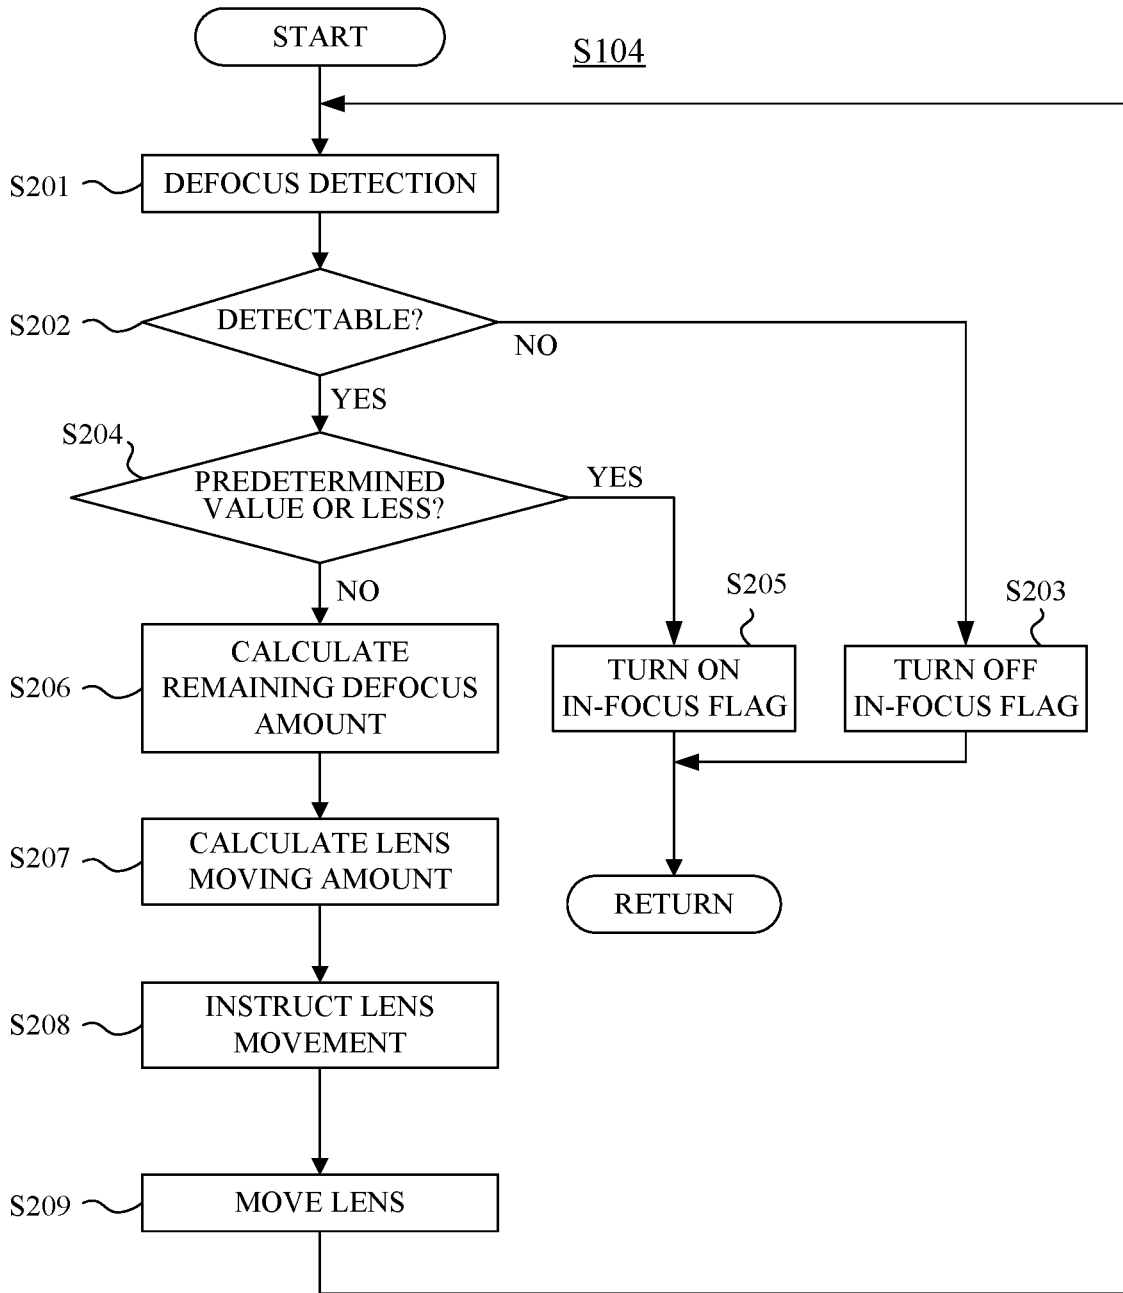 START
S104
S201
DEFOCUS DETECTION
S202
DETECTABLE?
NO
YES
S204
PREDETERMINED
VALUE OR LESS?
YES
NO
S205
S203
S206
CALCULATE
REMAINING DEFOCUS
AMOUNT
TURN ON
IN-FOCUS FLAG
TURN OFF
IN-FOCUS FLAG
S207
CALCULATE LENS
MOVING AMOUNT
RETURN
S208
INSTRUCT LENS
MOVEMENT
S209
MOVE LENS